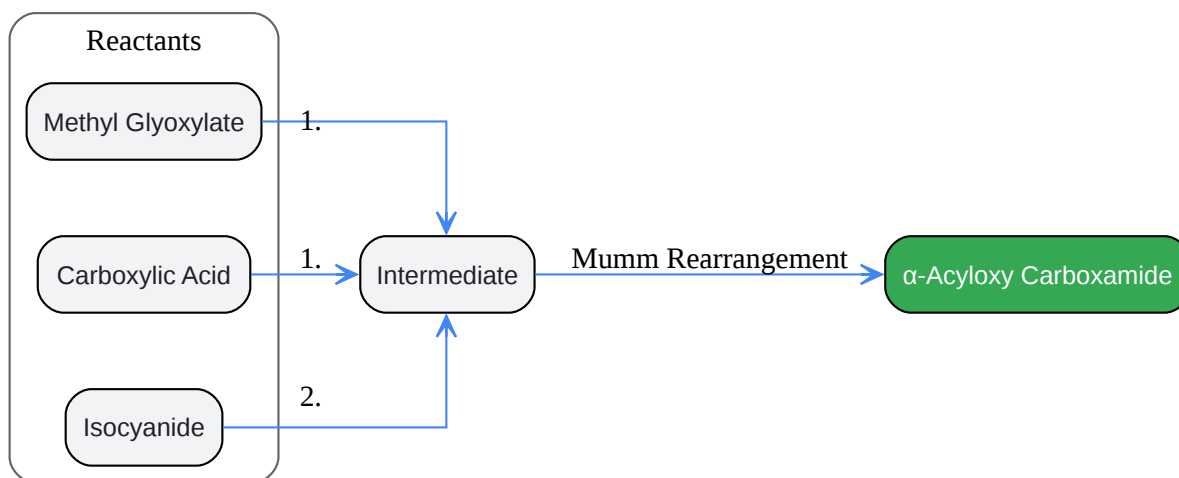 Reactants
Methyl Glyoxylate
1.
Carboxylic Acid
1.
Intermediate
Mumm Rearrangement
α-Acyloxy Carboxamide
2.
Isocyanide